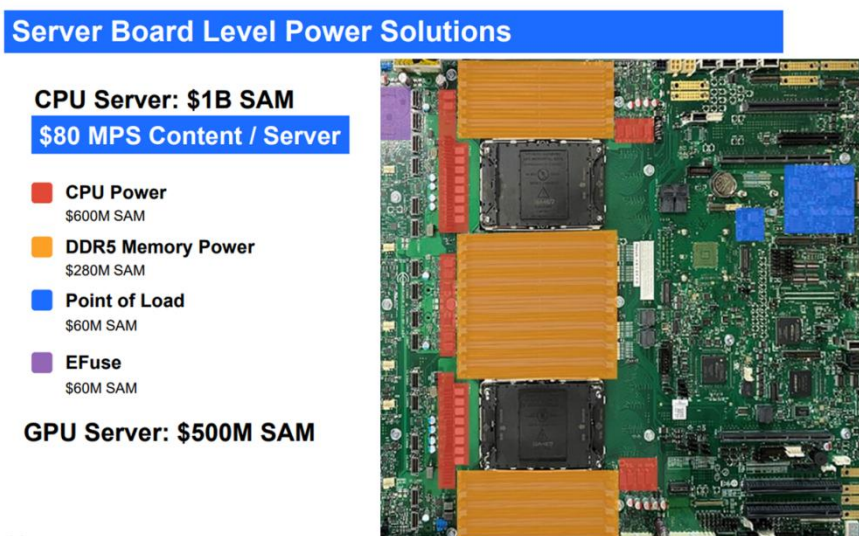 Server Board Level Power Solutions
CPU Server: $1B SAM
$80 MPS Content / Server
CPU Power
$600M SAM
DDR5 Memory Power
$280M SAM
Point of Load
$60M SAM
EFuse
$60M SAM
GPU Server: $500M SAM